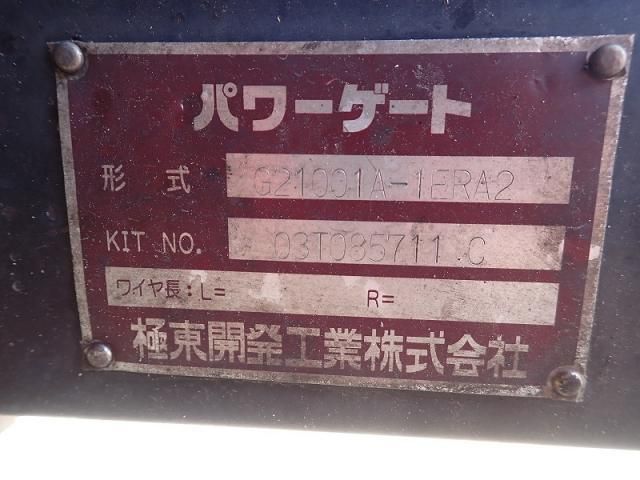 パワーゲート
形式 G21001A-1ERA2
KIT NO. 03T085711 C
ワイヤ長:L= R=
極東開発工業株式会社